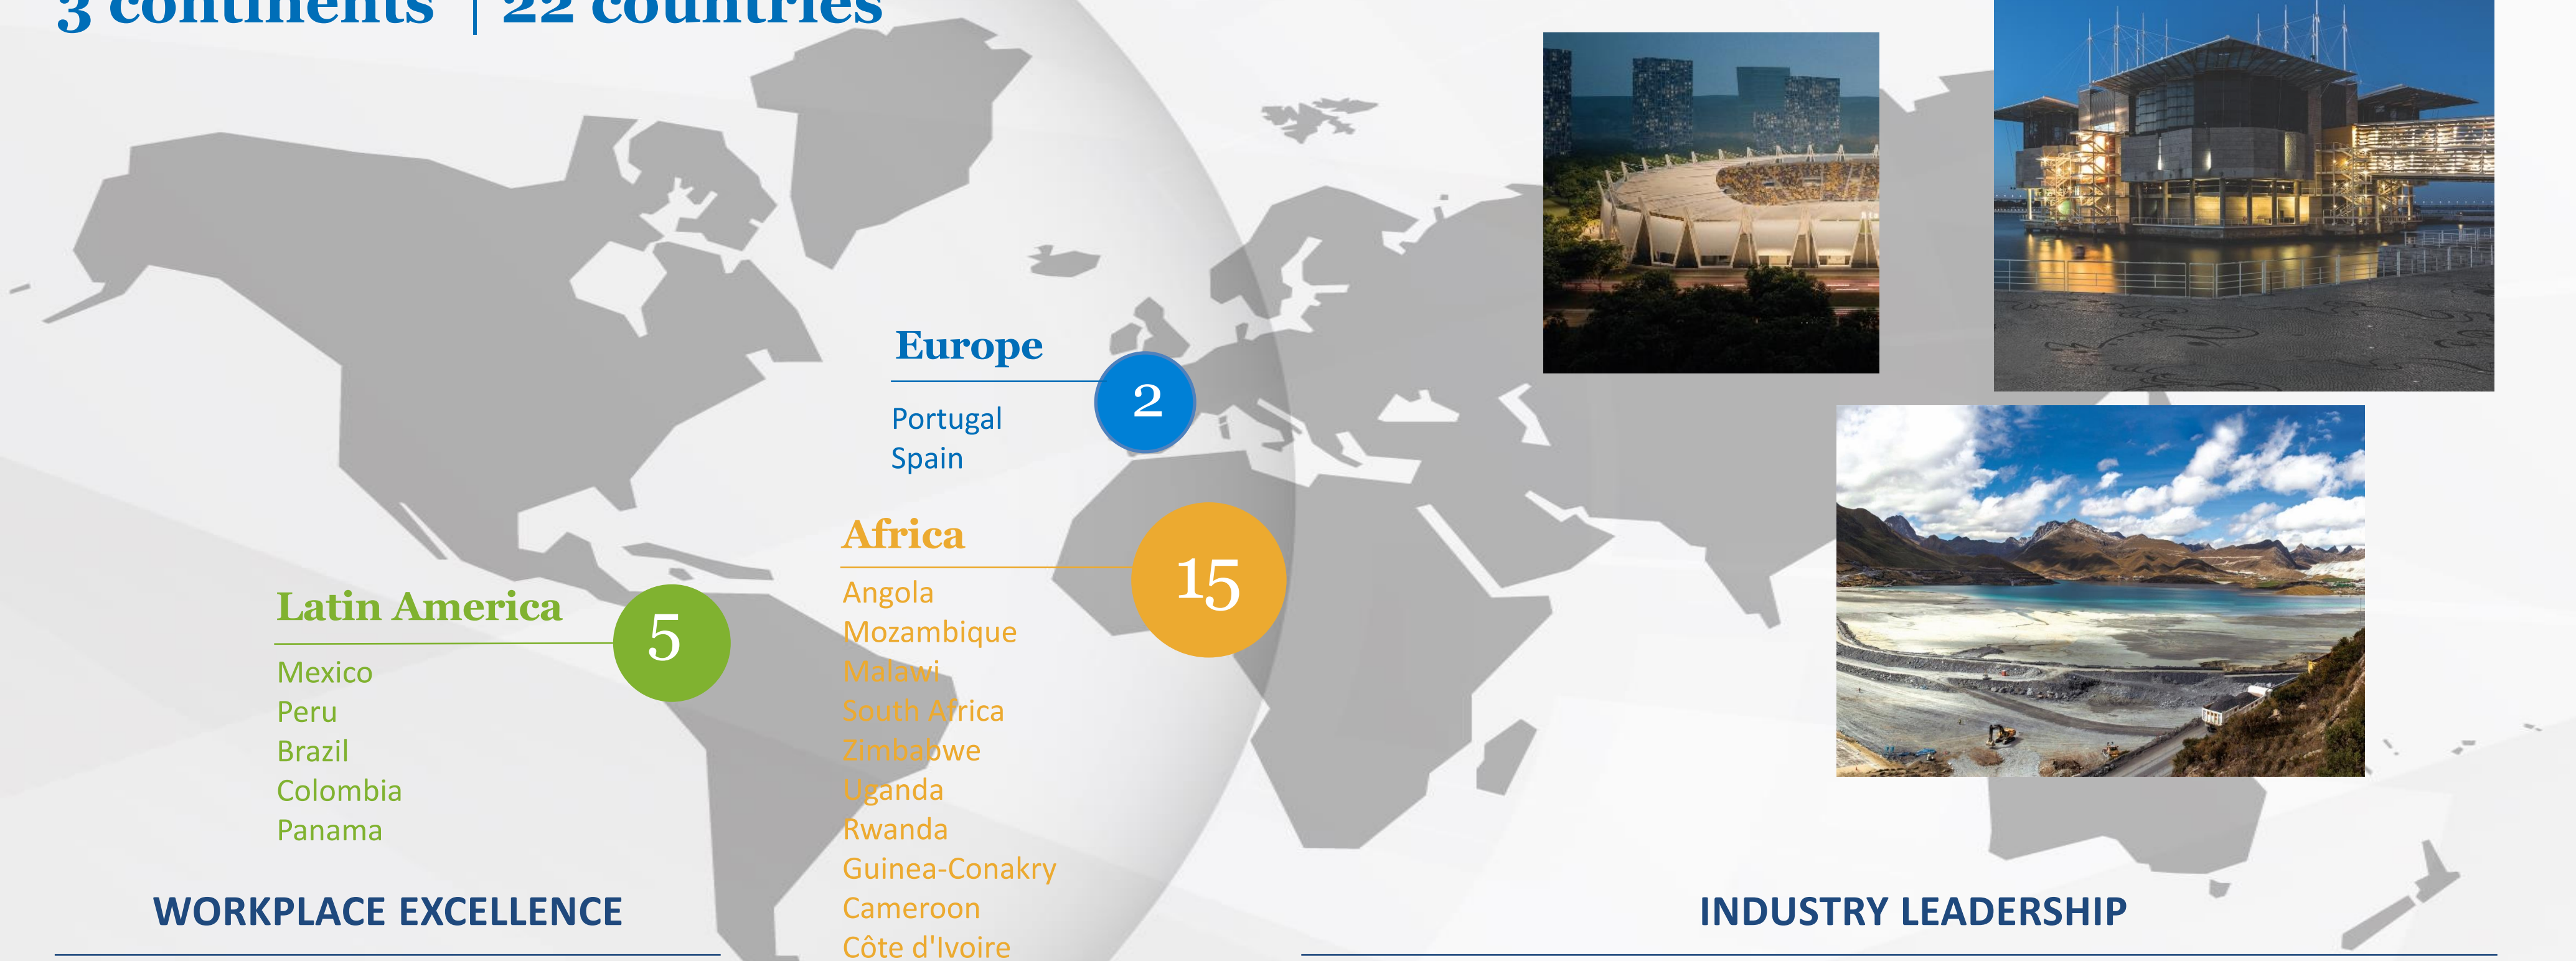 3 continents | 22 countries
Europe
2
Portugal
Spain
Africa
15
Angola
Mozambique
Malawi
South Africa
Zimbabwe
Uganda
Rwanda
Guinea-Conakry
Cameroon
Côte d'Ivoire
Latin America
5
Mexico
Peru
Brazil
Colombia
Panama
WORKPLACE EXCELLENCE
INDUSTRY LEADERSHIP